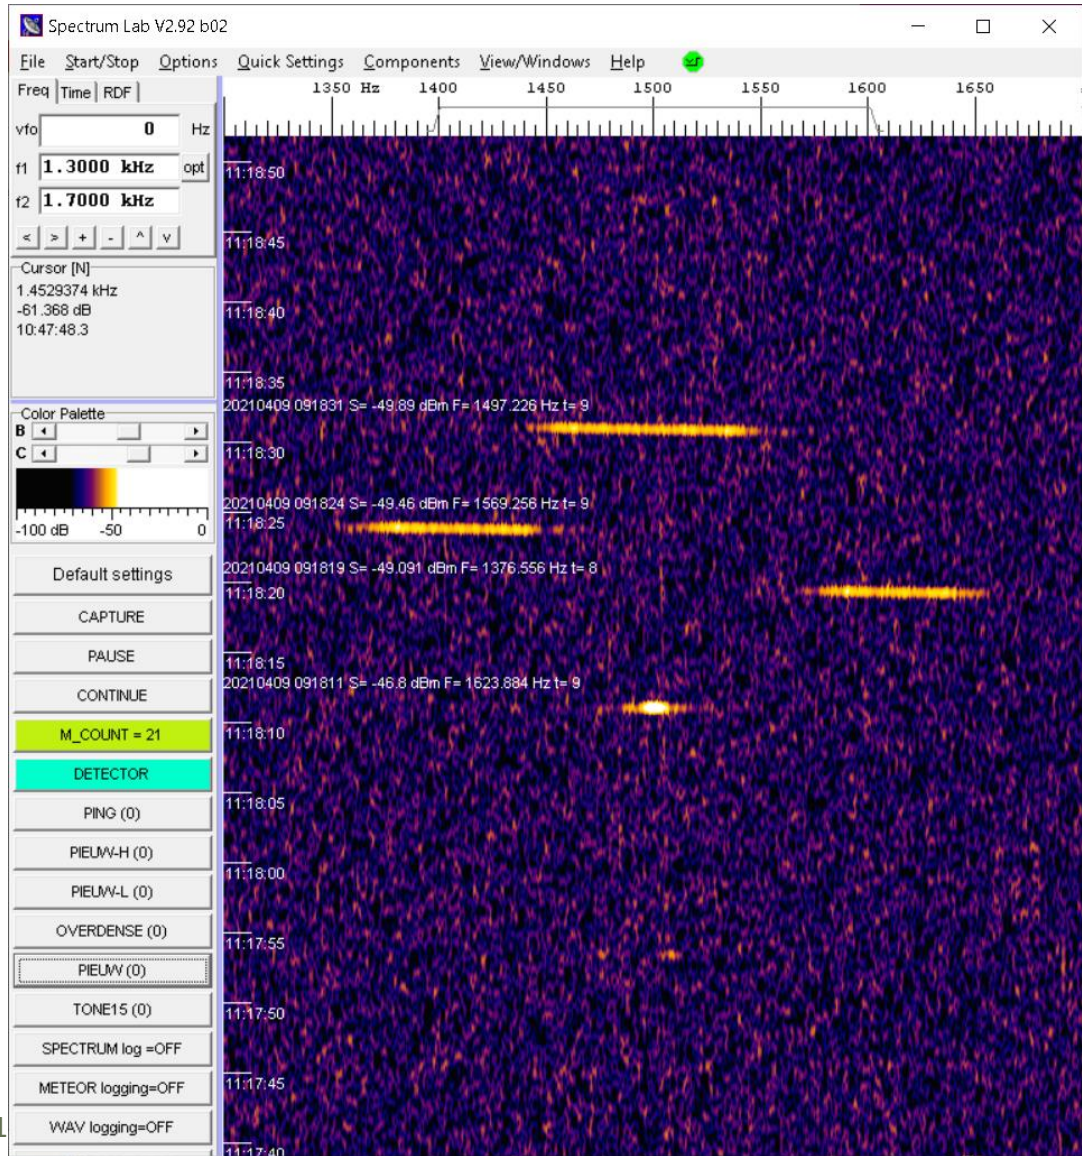 Spectrum Lab V2.92 b02
File Start/Stop Options Quick Settings Components View/Windows Help
Freq Time RDF
1350 Hz 1400 1450 1500 1550 1600 1650
vfo 0 Hz
f1 1.3000 kHz opt
f2 1.7000 kHz
< > + - ^ v
Cursor [N]
1.4529374 kHz
-61.368 dB
10:47:48.3
Color Palette
B
C
-100 dB -50 0
Default settings
CAPTURE
PAUSE
CONTINUE
M_COUNT = 21
DETECTOR
PING (0)
PIEUW-H (0)
PIEUW-L (0)
OVERDENSE (0)
PIEUW (0)
TONE15 (0)
SPECTRUM log =OFF
METEOR logging=OFF
WAV logging=OFF
11:18:50
11:18:45
11:18:40
11:18:35
20210409 091831 S= -49.89 dBm F= 1497.226 Hz t= 9
11:18:30
20210409 091824 S= -49.46 dBm F= 1569.256 Hz t= 9
11:18:25
20210409 091819 S= -49.091 dBm F= 1376.556 Hz t= 8
11:18:20
11:18:15
20210409 091811 S= -46.8 dBm F= 1623.884 Hz t= 9
11:18:10
11:18:05
11:18:00
11:17:55
11:17:50
11:17:45
11:17:40